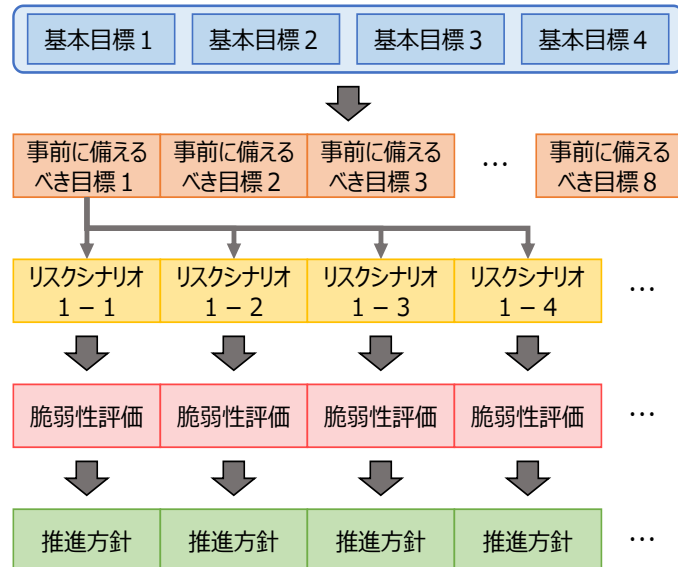 基本目標１ 基本目標２ 基本目標３ 基本目標４
事前に備える 事前に備える 事前に備える … 事前に備える
べき目標１ べき目標２ べき目標３ べき目標８
リスクシナリオ リスクシナリオ リスクシナリオ リスクシナリオ …
１－１ １－２ １－３ １－４
脆弱性評価 脆弱性評価 脆弱性評価 脆弱性評価 …
推進方針 推進方針 推進方針 推進方針 …